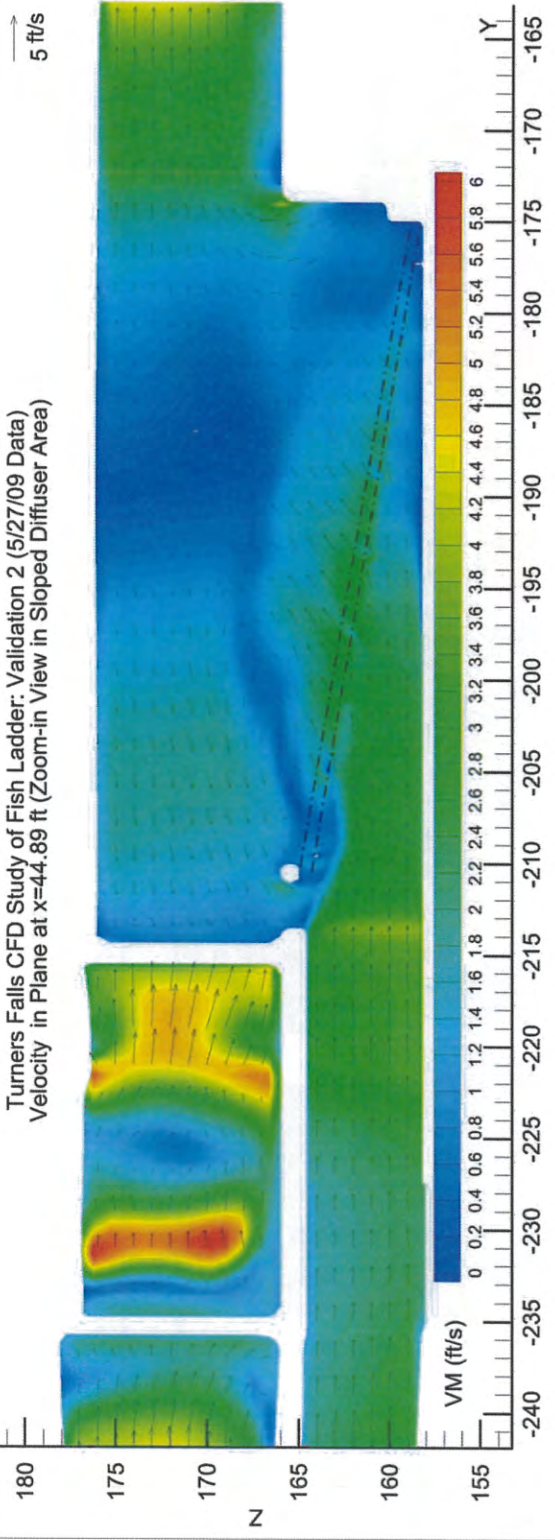 Turners Falls CFD Study of Fish Ladder: Validation 2 (5/27/09 Data)
Velocity in Plane at x=44.89 ft (Zoom-in View in Sloped Diffuser Area)
5 ft/s
180
175
170
165
160
155
Z
VM (ft/s)
0 0.2 0.4 0.6 0.8 1 1.2 1.4 1.6 1.8 2 2.2 2.4 2.6 2.8 3 3.2 3.4 3.6 3.8 4 4.2 4.4 4.6 4.8 5 5.2 5.4 5.6 5.8 6
-240 -235 -230 -225 -220 -215 -210 -205 -200 -195 -190 -185 -180 -175 -170 -165
Y